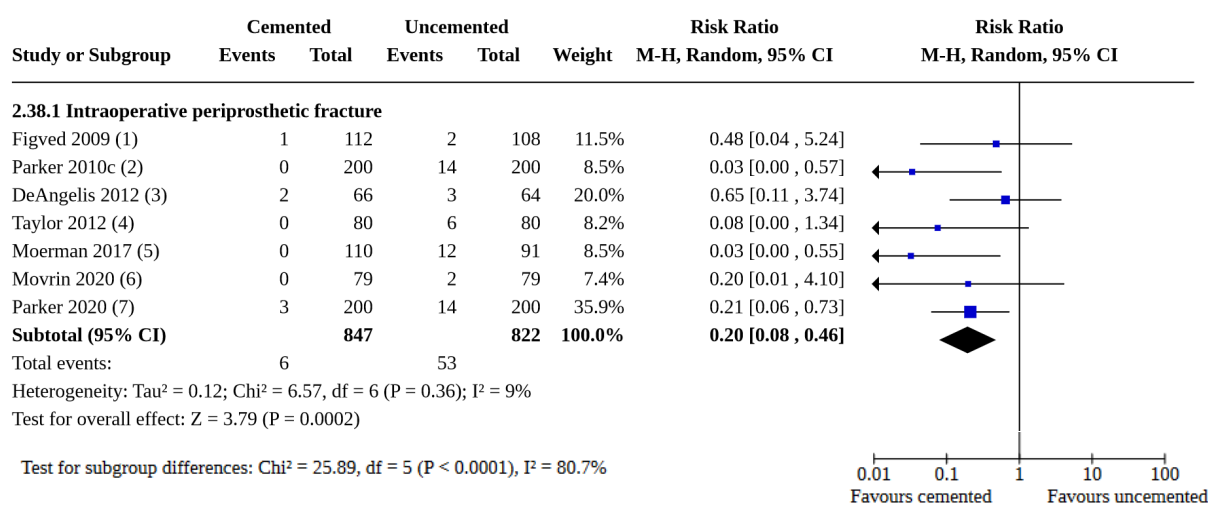 Cemented Uncemented Risk Ratio Risk Ratio
Study or Subgroup Events Total Events Total Weight M-H, Random, 95% CI M-H, Random, 95% CI
2.38.1 Intraoperative periprosthetic fracture
Figved 2009 (1) 1 112 2 108 11.5% 0.48 [0.04 , 5.24]
Parker 2010c (2) 0 200 14 200 8.5% 0.03 [0.00 , 0.57]
DeAngelis 2012 (3) 2 66 3 64 20.0% 0.65 [0.11 , 3.74]
Taylor 2012 (4) 0 80 6 80 8.2% 0.08 [0.00 , 1.34]
Moerman 2017 (5) 0 110 12 91 8.5% 0.03 [0.00 , 0.55]
Movrin 2020 (6) 0 79 2 79 7.4% 0.20 [0.01 , 4.10]
Parker 2020 (7) 3 200 14 200 35.9% 0.21 [0.06 , 0.73]
Subtotal (95% CI) 847 822 100.0% 0.20 [0.08 , 0.46]
Total events: 6 53
Heterogeneity: Tau² = 0.12; Chi² = 6.57, df = 6 (P = 0.36); I² = 9%
Test for overall effect: Z = 3.79 (P = 0.0002)
Test for subgroup differences: Chi² = 25.89, df = 5 (P < 0.0001), I² = 80.7%
0.01 0.1 1 10 100
Favours cemented Favours uncemented